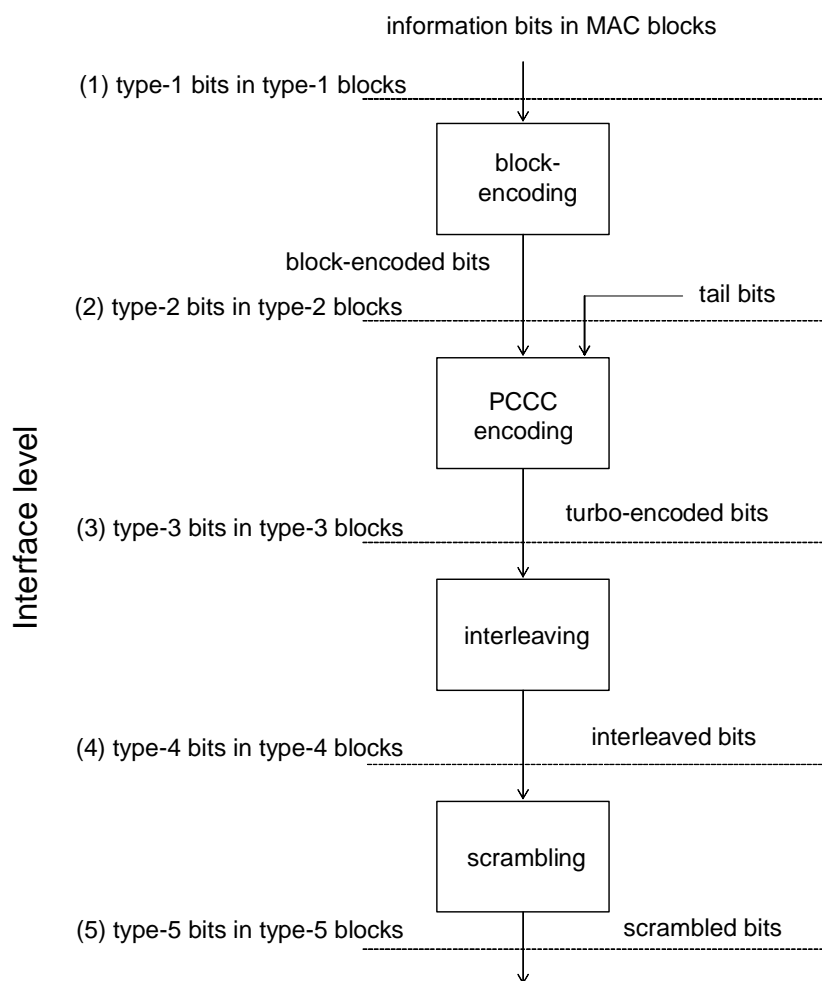 information bits in MAC blocks
(1) type-1 bits in type-1 blocks
block-
encoding
block-encoded bits
tail bits
(2) type-2 bits in type-2 blocks
PCCC
encoding
Interface level
turbo-encoded bits
(3) type-3 bits in type-3 blocks
interleaving
interleaved bits
(4) type-4 bits in type-4 blocks
scrambling
scrambled bits
(5) type-5 bits in type-5 blocks